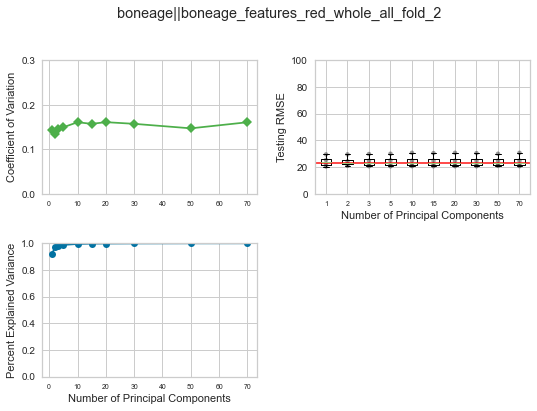 boneage||boneage_features_red_whole_all_fold_2
Coefficient of Variation
0.3
0.2
0.1
0.0
0 10 20 30 40 50 60 70
Testing RMSE
100
80
60
40
20
0
1 2 3 5 10 15 20 30 50 70
Number of Principal Components
Percent Explained Variance
1.0
0.8
0.6
0.4
0.2
0.0
0 10 20 30 40 50 60 70
Number of Principal Components